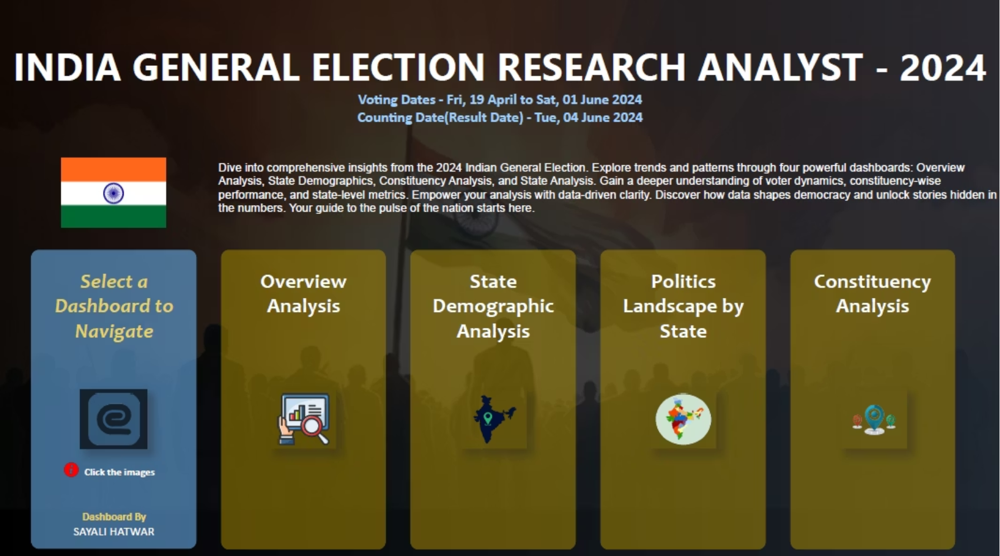 INDIA GENERAL ELECTION RESEARCH ANALYST - 2024
Voting Dates - Fri, 19 April to Sat, 01 June 2024
Counting Date(Result Date) - Tue, 04 June 2024
Dive into comprehensive insights from the 2024 Indian General Election. Explore trends and patterns through four powerful dashboards: Overview
Analysis, State Demographics, Constituency Analysis, and State Analysis. Gain a deeper understanding of voter dynamics, constituency-wise
performance, and state-level metrics. Empower your analysis with data-driven clarity. Discover how data shapes democracy and unlock stories hidden in
the numbers. Your guide to the pulse of the nation starts here.
Select a
Dashboard to
Navigate
i Click the images
Dashboard By
SAYALI HATWAR
Overview
Analysis
State
Demographic
Analysis
Politics
Landscape by
State
Constituency
Analysis